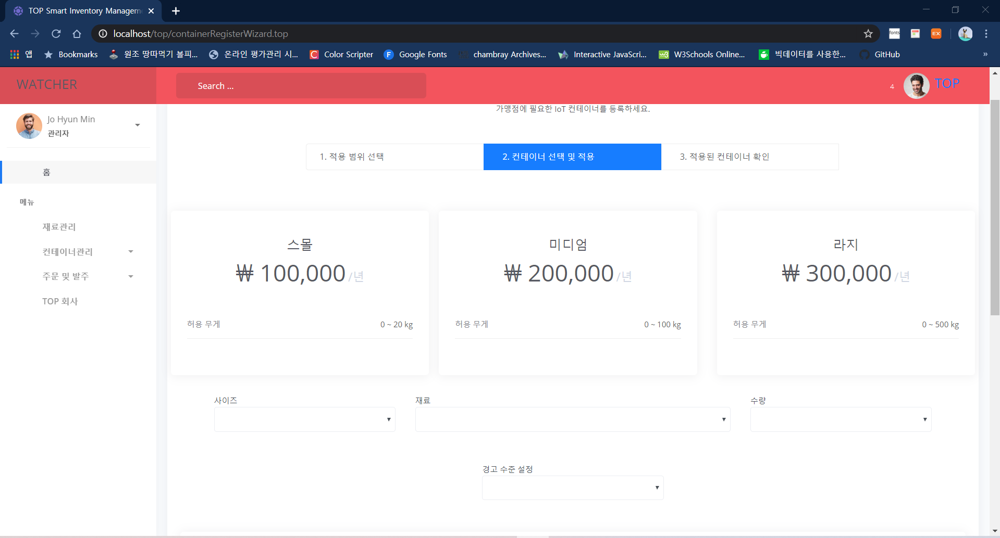 TOP Smart Inventory Managem
localhost/top/containerRegisterWizard.top
fonts
EX
앱
Bookmarks
원조 땅따먹기 볼피...
온라인 평가관리 시...
Color Scripter
Google Fonts
chambray Archives...
Interactive JavaScri...
W3Schools Online...
빅데이터를 사용한...
GitHub
»
WATCHER
Search ...
4
TOP
Jo Hyun Min
관리자
홈
메뉴
재료관리
컨테이너관리
주문 및 발주
TOP 회사
가맹점에 필요한 IoT 컨테이너를 등록하세요.
1. 적용 범위 선택
2. 컨테이너 선택 및 적용
3. 적용된 컨테이너 확인
스몰
₩ 100,000 /년
허용 무게 0 ~ 20 kg
미디엄
₩ 200,000 /년
허용 무게 0 ~ 100 kg
라지
₩ 300,000 /년
허용 무게 0 ~ 500 kg
사이즈
재료
수량
경고 수준 설정